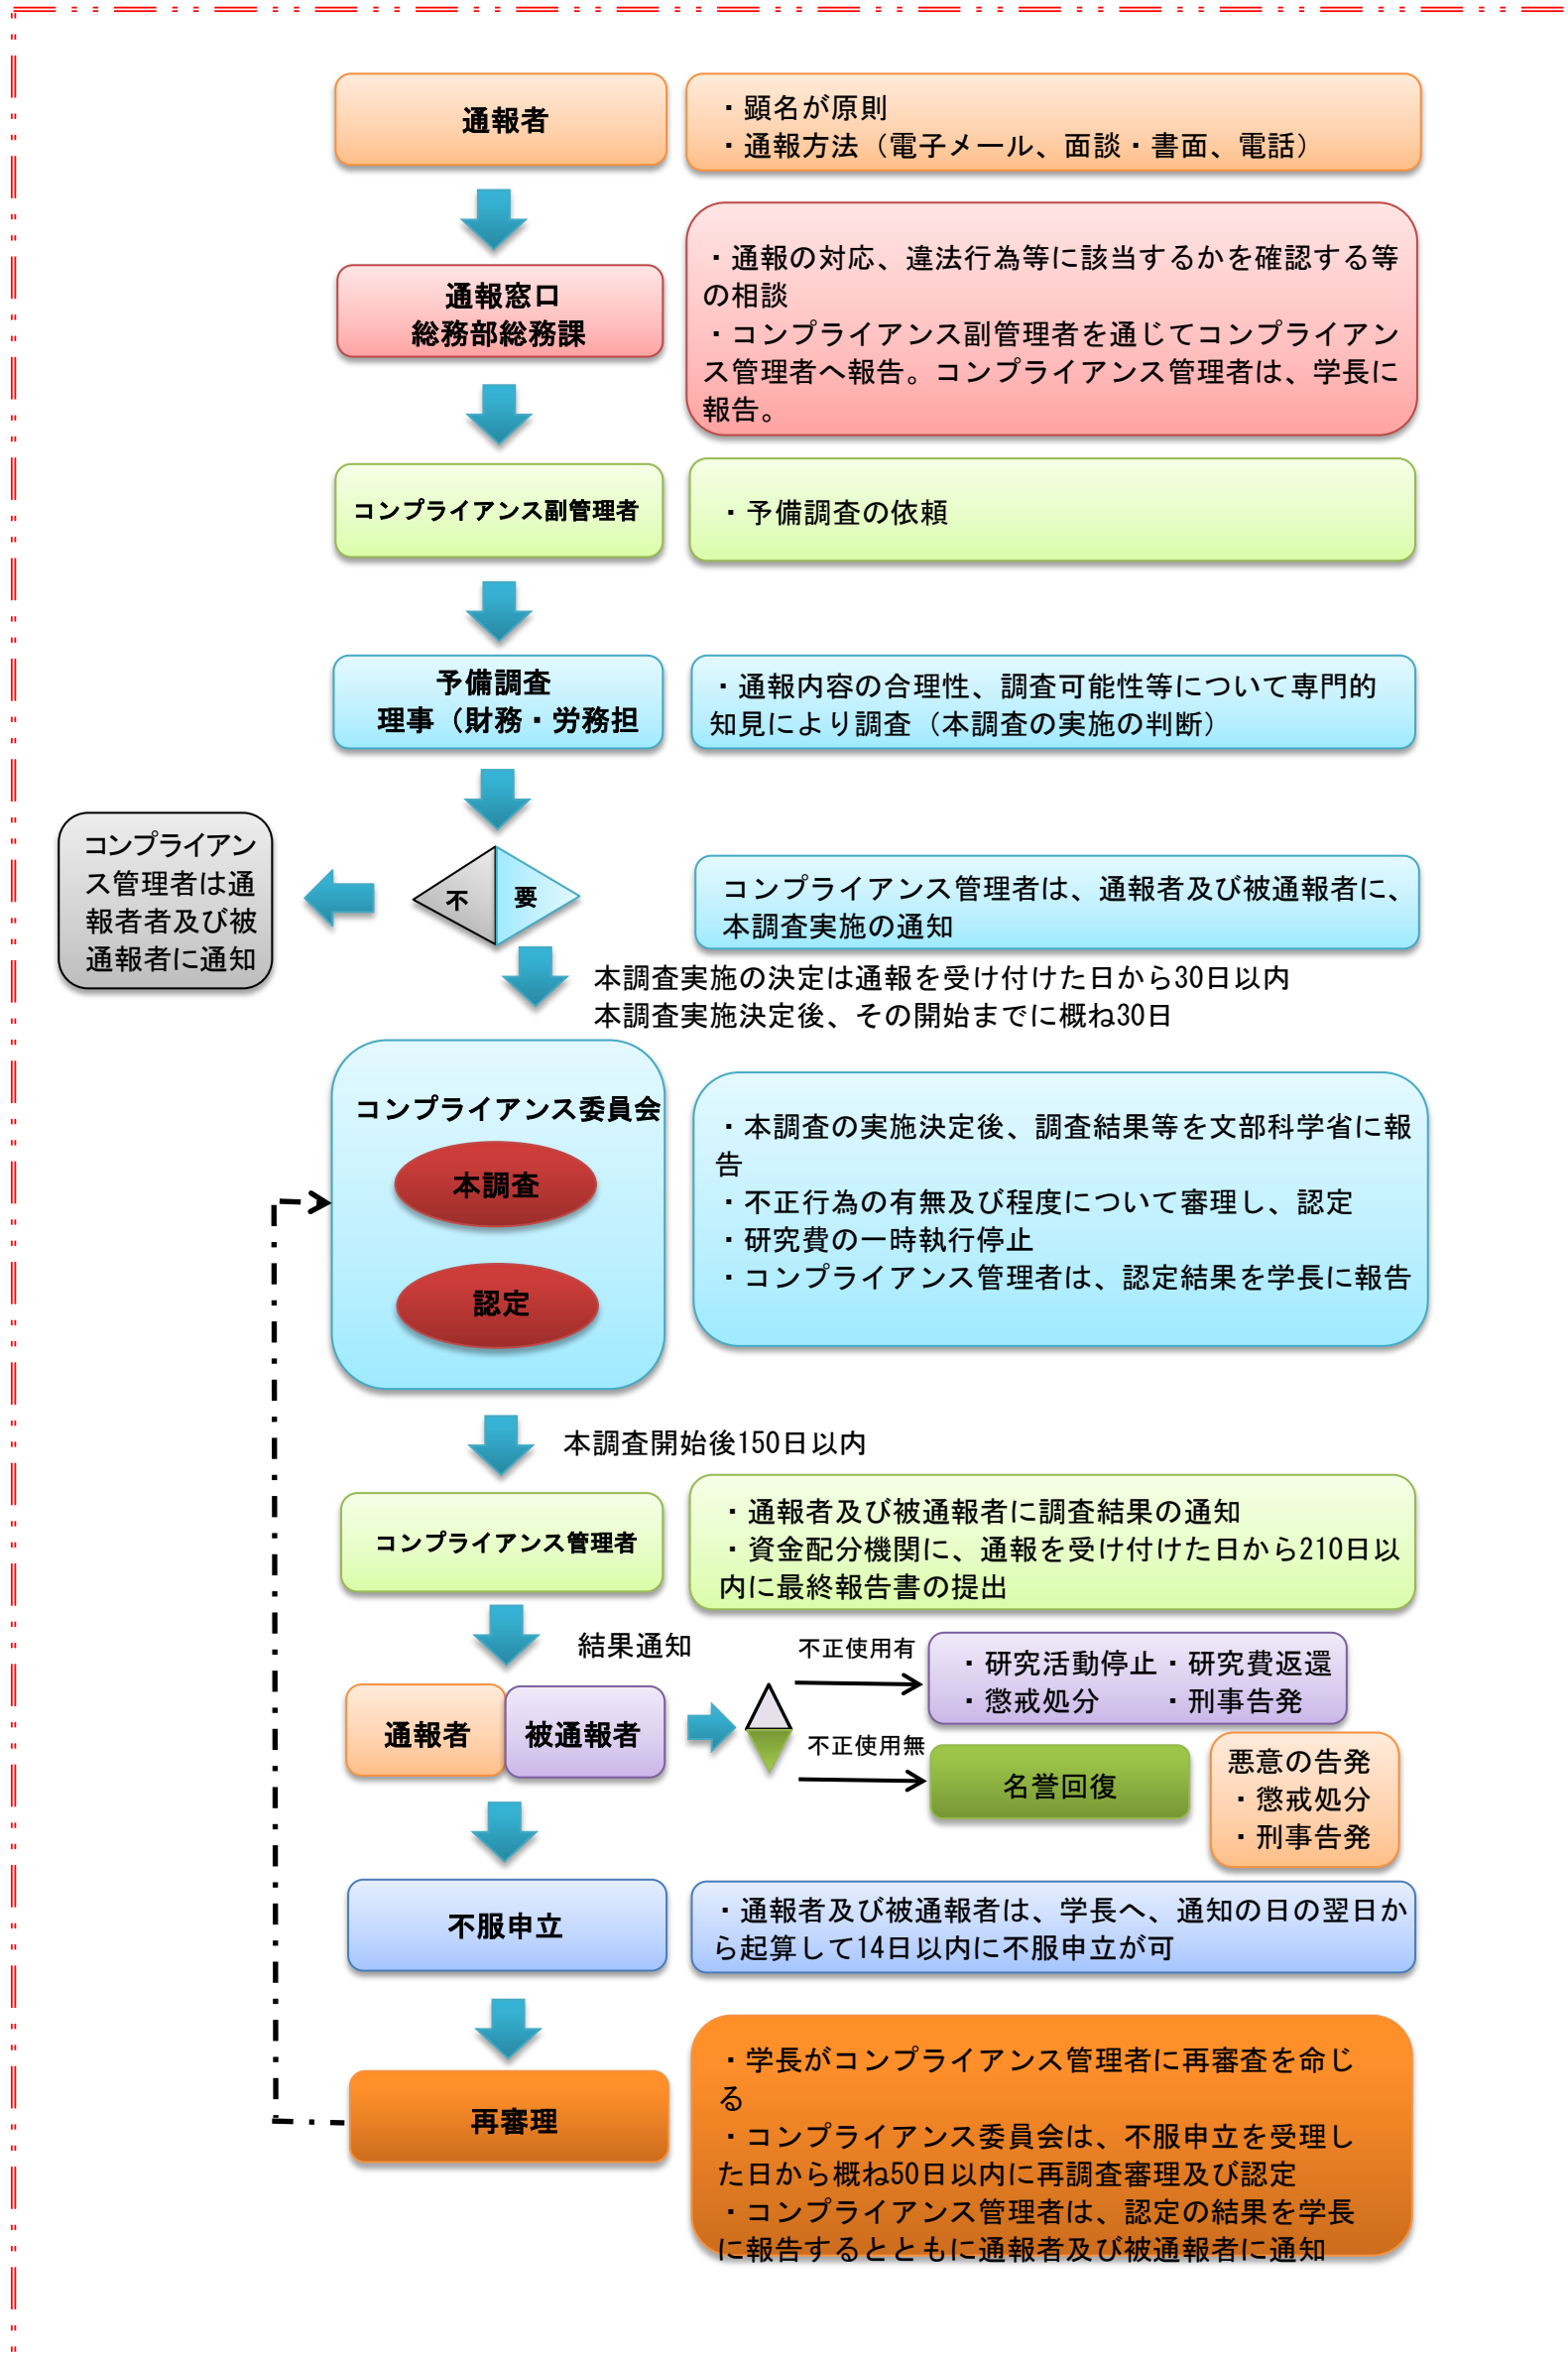 通報者
・顕名が原則
・通報方法（電子メール、面談・書面、電話）
通報窓口
総務部総務課
・通報の対応、違法行為等に該当するかを確認する等
の相談
・コンプライアンス副管理者を通じてコンプライアン
ス管理者へ報告。コンプライアンス管理者は、学長に
報告。
コンプライアンス副管理者
・予備調査の依頼
予備調査
理事（財務・労務担
・通報内容の合理性、調査可能性等について専門的
知見により調査（本調査の実施の判断）
コンプライアン
ス管理者は通
報者者及び被
通報者に通知
不
要
コンプライアンス管理者は、通報者及び被通報者に、
本調査実施の通知
本調査実施の決定は通報を受け付けた日から30日以内
本調査実施決定後、その開始までに概ね30日
コンプライアンス委員会
本調査
認定
・本調査の実施決定後、調査結果等を文部科学省に報
告
・不正行為の有無及び程度について審理し、認定
・研究費の一時執行停止
・コンプライアンス管理者は、認定結果を学長に報告
本調査開始後150日以内
コンプライアンス管理者
・通報者及び被通報者に調査結果の通知
・資金配分機関に、通報を受け付けた日から210日以
内に最終報告書の提出
結果通知
通報者
被通報者
不正使用有
・研究活動停止・研究費返還
・懲戒処分　　・刑事告発
不正使用無
名誉回復
悪意の告発
・懲戒処分
・刑事告発
不服申立
・通報者及び被通報者は、学長へ、通知の日の翌日か
ら起算して14日以内に不服申立が可
再審理
・学長がコンプライアンス管理者に再審査を命じ
る
・コンプライアンス委員会は、不服申立を受理し
た日から概ね50日以内に再調査審理及び認定
・コンプライアンス管理者は、認定の結果を学長
に報告するとともに通報者及び被通報者に通知